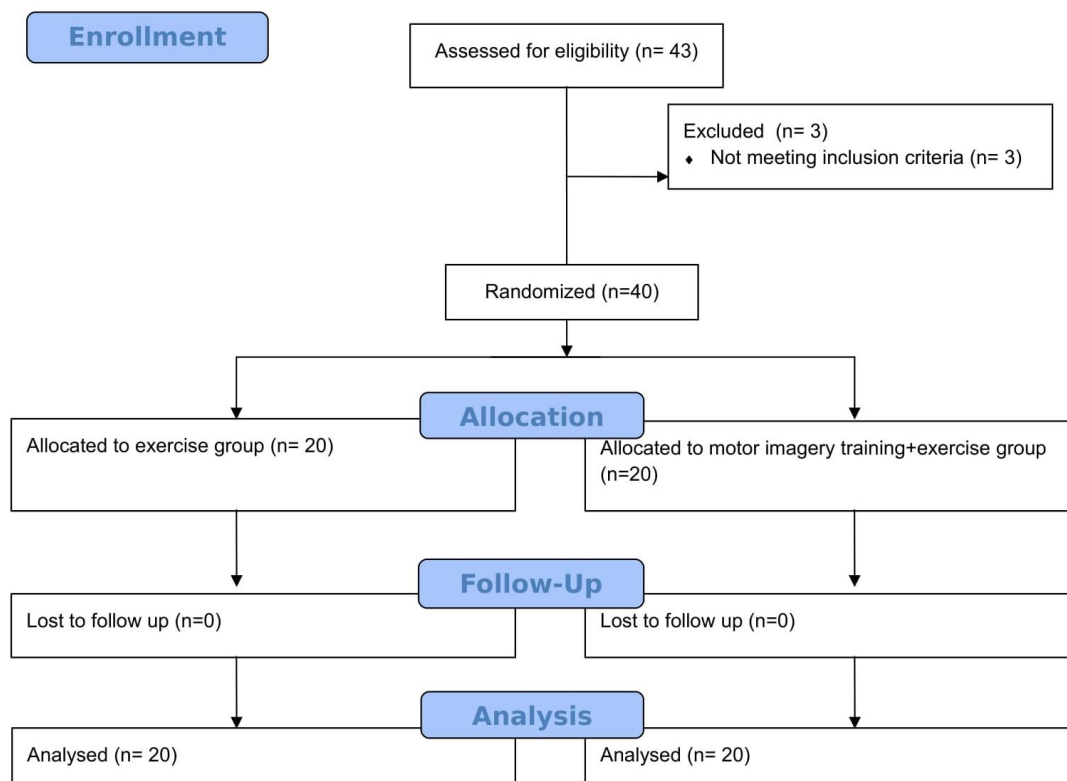 Enrollment
Assessed for eligibility (n= 43)
Excluded  (n= 3)
♦ Not meeting inclusion criteria (n= 3)
Randomized (n=40)
Allocation
Allocated to exercise group (n= 20)
Allocated to motor imagery training+exercise group
(n=20)
Follow-Up
Lost to follow up (n=0)
Lost to follow up (n=0)
Analysis
Analysed (n= 20)
Analysed (n= 20)